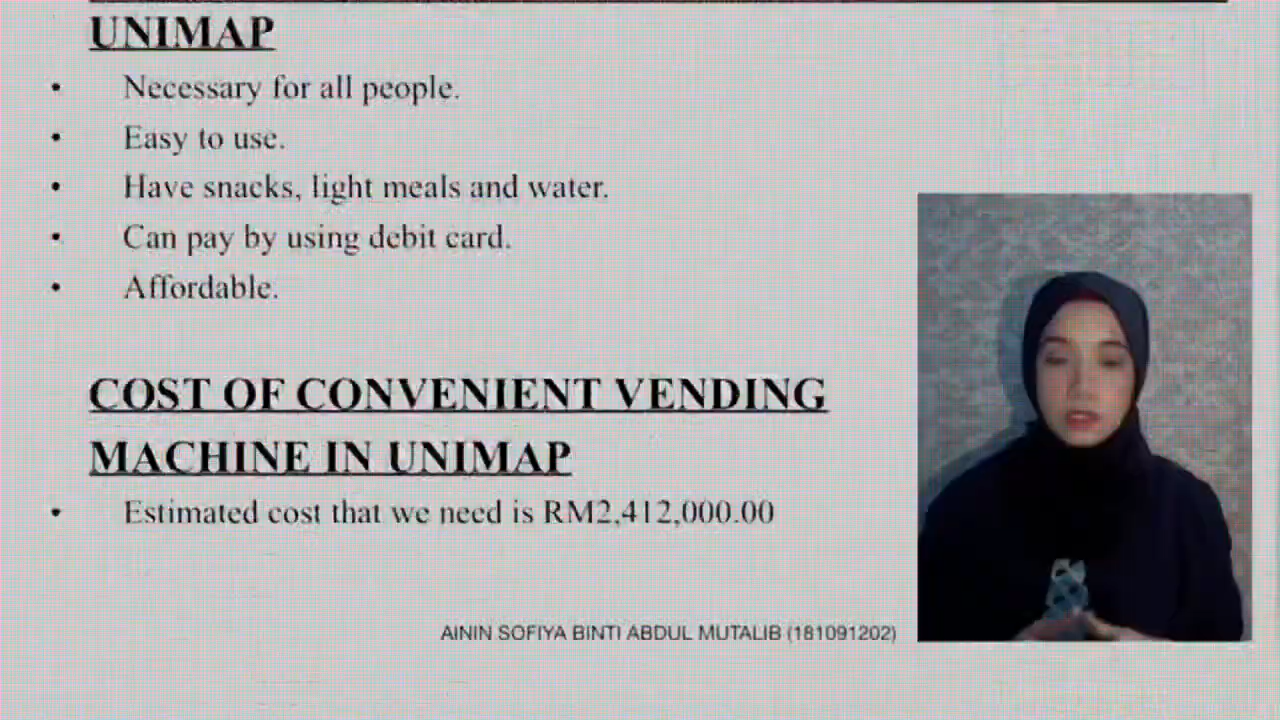 UNIMAP
• Necessary for all people.
• Easy to use.
• Have snacks, light meals and water.
• Can pay by using debit card.
• Affordable.
COST OF CONVENIENT VENDING
MACHINE IN UNIMAP
• Estimated cost that we need is RM2,412,000.00
AININ SOFIYA BINTI ABDUL MUTALIB (181091202)